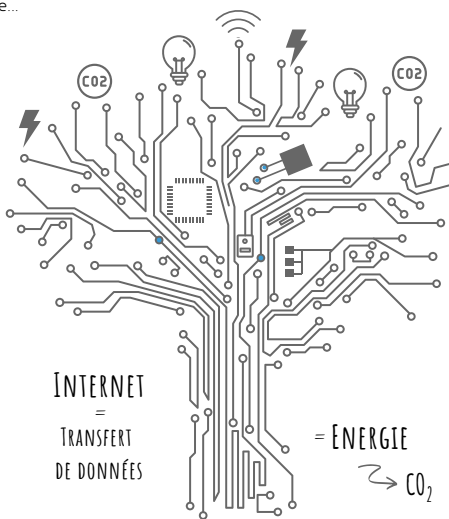 e...
CO2
CO2
INTERNET
=
TRANSFERT
DE DONNÉES
= ENERGIE
CO₂